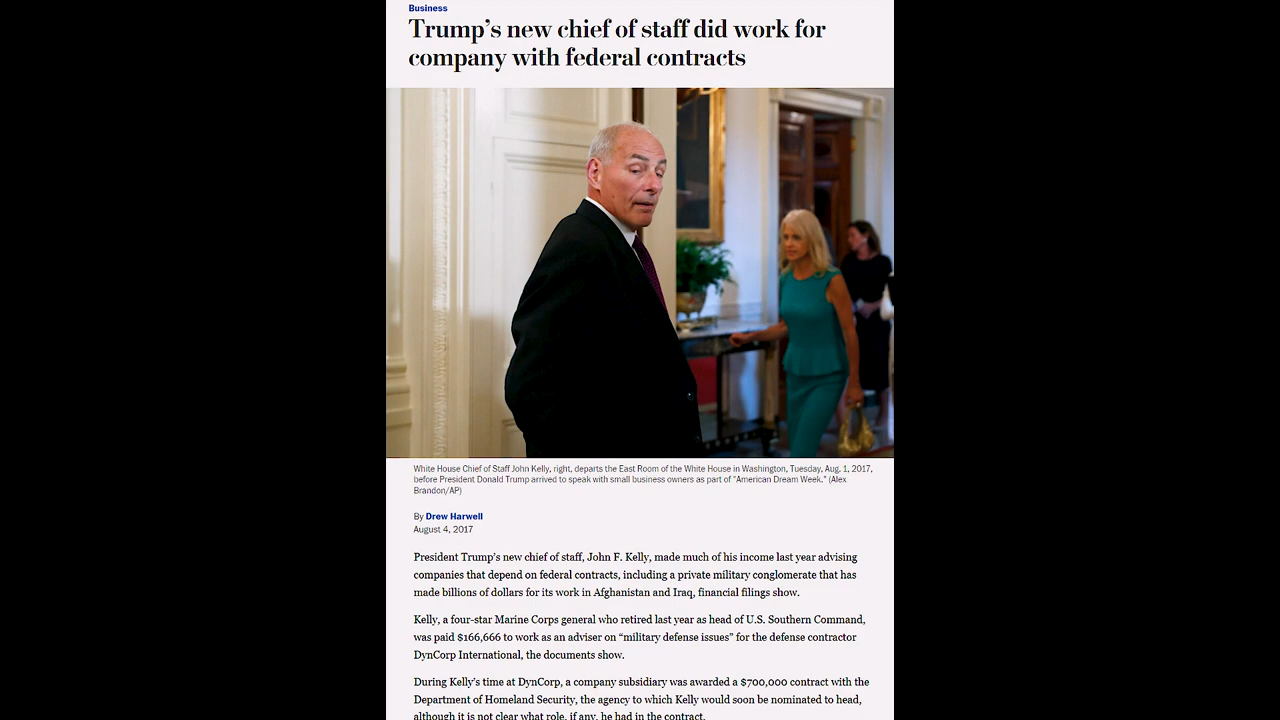 Business
Trump’s new chief of staff did work for
company with federal contracts
White House Chief of Staff John Kelly, right, departs the East Room of the White House in Washington, Tuesday, Aug. 1, 2017,
before President Donald Trump arrived to speak with small business owners as part of "American Dream Week." (Alex
Brandon/AP)
By Drew Harwell
August 4, 2017
President Trump’s new chief of staff, John F. Kelly, made much of his income last year advising
companies that depend on federal contracts, including a private military conglomerate that has
made billions of dollars for its work in Afghanistan and Iraq, financial filings show.
Kelly, a four-star Marine Corps general who retired last year as head of U.S. Southern Command,
was paid $166,666 to work as an adviser on “military defense issues” for the defense contractor
DynCorp International, the documents show.
During Kelly’s time at DynCorp, a company subsidiary was awarded a $700,000 contract with the
Department of Homeland Security, the agency to which Kelly would soon be nominated to head,
although it is not clear what role, if any, he had in the contract.